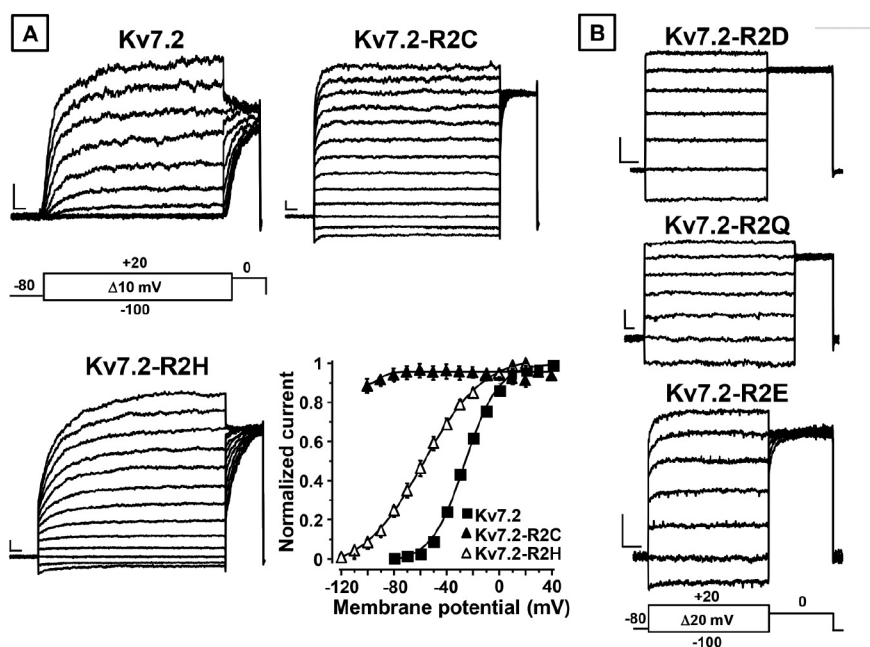 A
Kv7.2
Kv7.2-R2C
+20
0
-80
Δ10 mV
-100
Kv7.2-R2H
Normalized current
1
0.8
0.6
0.4
0.2
0
Kv7.2
Kv7.2-R2C
Kv7.2-R2H
-120 -80 -40 0 40
Membrane potential (mV)
B
Kv7.2-R2D
Kv7.2-R2Q
Kv7.2-R2E
+20
0
-80
Δ20 mV
-100